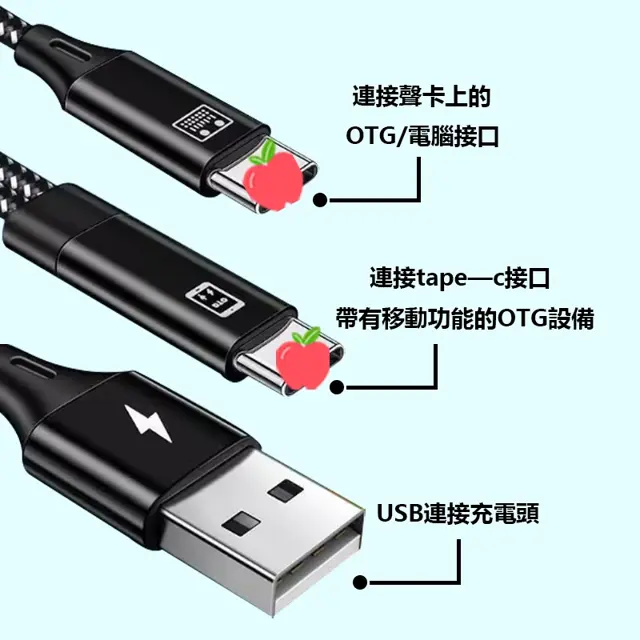 連接聲卡上的
OTG/電腦接口
連接tape—c接口
帶有移動功能的OTG設備
OTG
USB連接充電頭